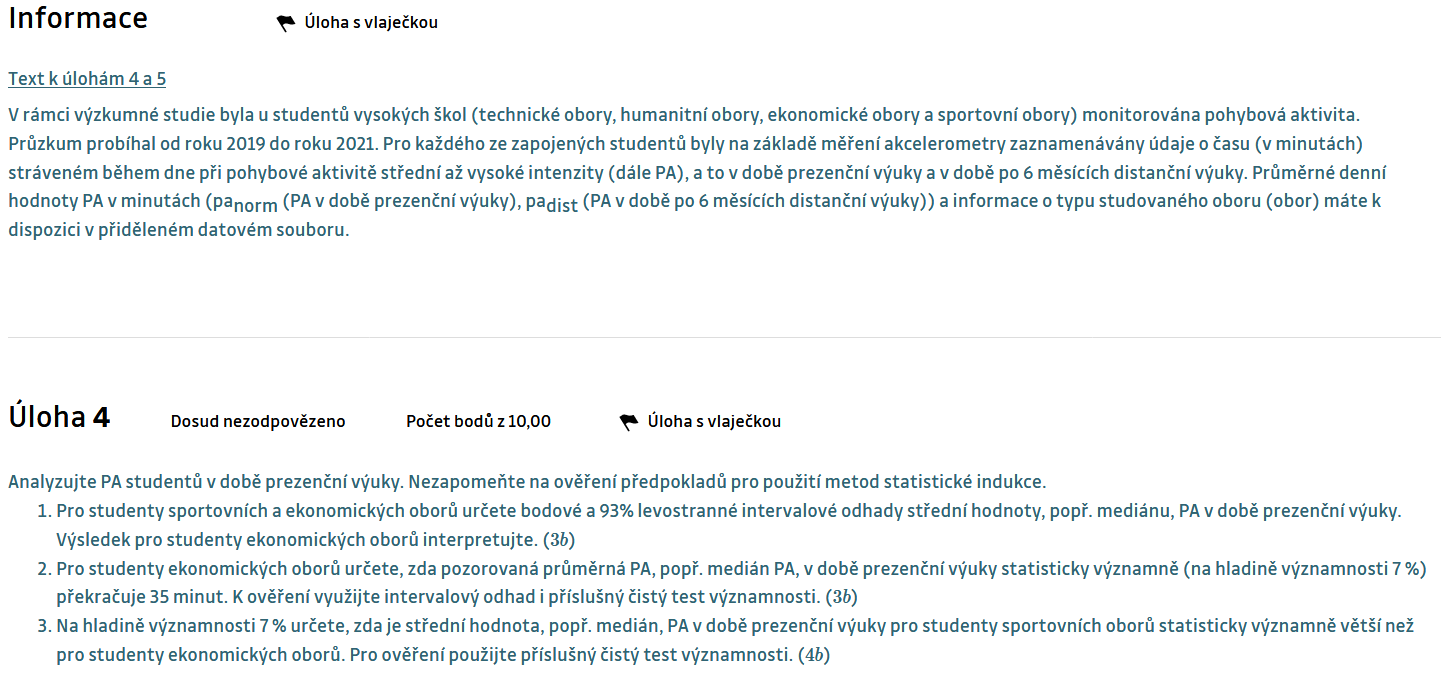 Informace Úloha s vlaječkou
Text k úlohám 4 a 5
V rámci výzkumné studie byla u studentů vysokých škol (technické obory, humanitní obory, ekonomické obory a sportovní obory) monitorována pohybová aktivita.
Průzkum probíhal od roku 2019 do roku 2021. Pro každého ze zapojených studentů byly na základě měření akcelerometry zaznamenávány údaje o času (v minutách)
stráveném během dne při pohybové aktivitě střední až vysoké intenzity (dále PA), a to v době prezenční výuky a v době po 6 měsících distanční výuky. Průměrné denní
hodnoty PA v minutách (panorm (PA v době prezenční výuky), padist (PA v době po 6 měsících distanční výuky)) a informace o typu studovaného oboru (obor) máte k
dispozici v přiděleném datovém souboru.
Úloha 4 Dosud nezodpovězeno Počet bodů z 10,00 Úloha s vlaječkou
Analyzujte PA studentů v době prezenční výuky. Nezapomeňte na ověření předpokladů pro použití metod statistické indukce.
1. Pro studenty sportovních a ekonomických oborů určete bodové a 93% levostranné intervalové odhady střední hodnoty, popř. mediánu, PA v době prezenční výuky.
Výsledek pro studenty ekonomických oborů interpretujte. (3b)
2. Pro studenty ekonomických oborů určete, zda pozorovaná průměrná PA, popř. medián PA, v době prezenční výuky statisticky významně (na hladině významnosti 7 %)
překračuje 35 minut. K ověření využijte intervalový odhad i příslušný čistý test významnosti. (3b)
3. Na hladině významnosti 7 % určete, zda je střední hodnota, popř. medián, PA v době prezenční výuky pro studenty sportovních oborů statisticky významně větší než
pro studenty ekonomických oborů. Pro ověření použijte příslušný čistý test významnosti. (4b)